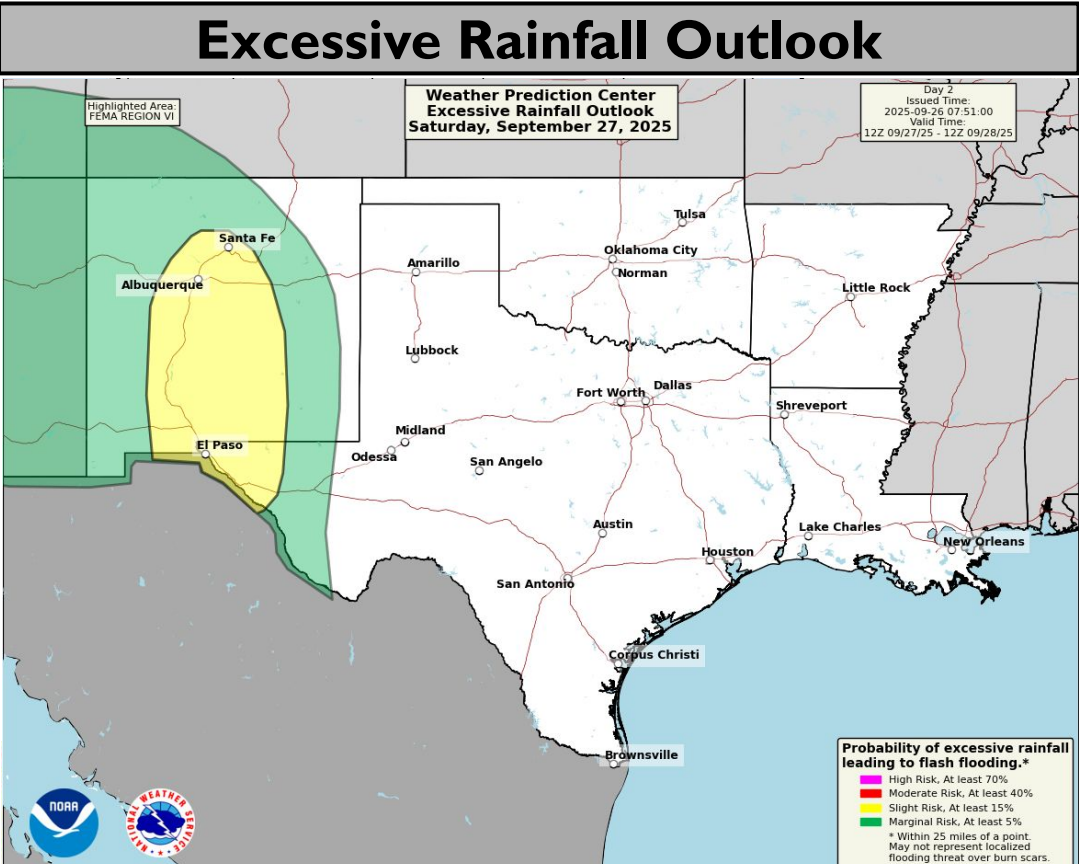 Excessive Rainfall Outlook
Highlighted Area:
FEMA REGION VI
Weather Prediction Center
Excessive Rainfall Outlook
Saturday, September 27, 2025
Day 2
Issued Time:
2025-09-26 07:51:00
Valid Time:
12Z 09/27/25 - 12Z 09/28/25
Tulsa
Santa Fe
Oklahoma City
Amarillo
Norman
Albuquerque
Little Rock
Lubbock
Fort Worth
Dallas
Shreveport
Midland
El Paso
Odessa
San Angelo
Austin
Lake Charles
New Orleans
Houston
San Antonio
Corpus Christi
Brownsville
Probability of excessive rainfall
leading to flash flooding.*
High Risk, At least 70%
Moderate Risk, At least 40%
Slight Risk, At least 15%
Marginal Risk, At least 5%
* Within 25 miles of a point.
May not represent localized
flooding threat over burn scars.
NOAA
NATIONAL WEATHER SERVICE